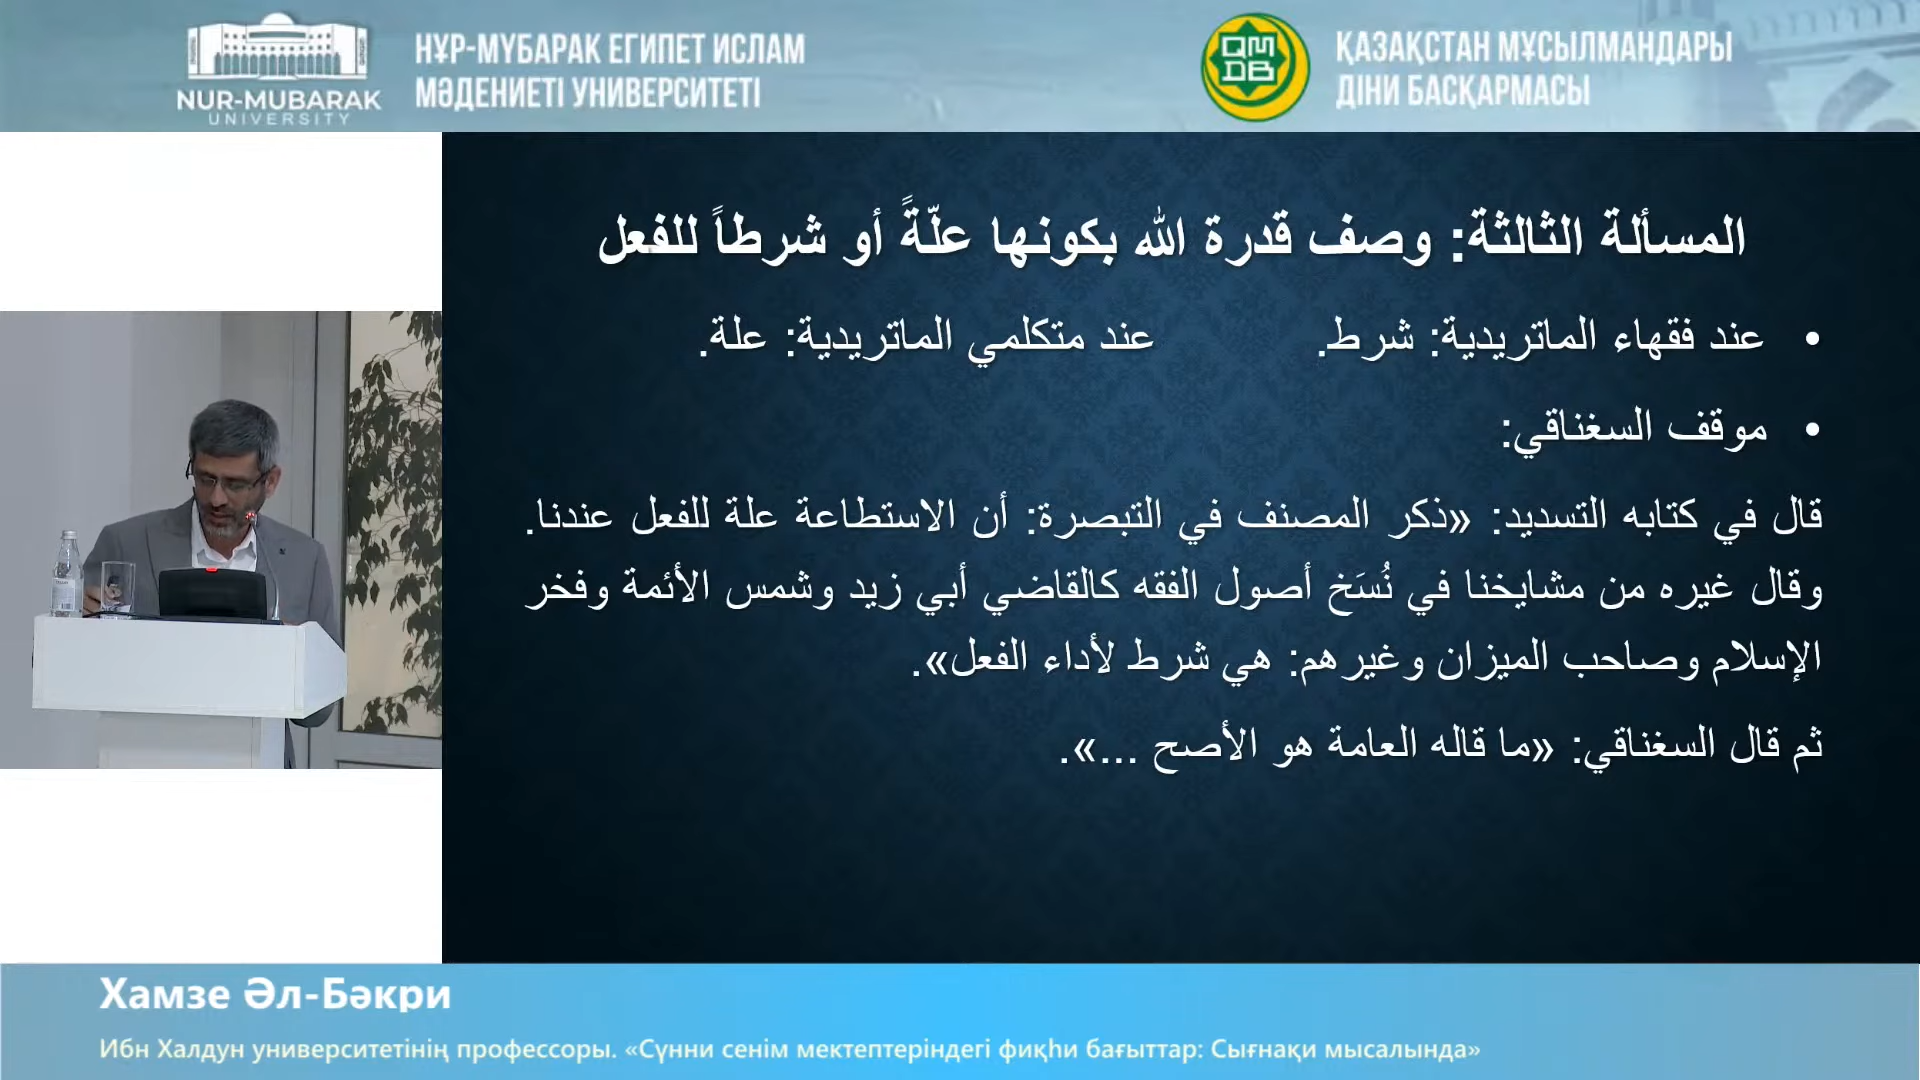 НҰР-МҮБАРАК ЕГИПЕТ ИСЛАМ
МӘДЕНИЕТІ УНИВЕРСИТЕТІ
NUR-MUBARAK
UNIVERSITY
QM
DB
ҚАЗАҚСТАН МҰСЫЛМАНДАРЫ
ДІНИ БАСҚАРМАСЫ
المسألة الثالثة: وصف قدرة الله بكونها علّةً أو شرطاً للفعل
• عند فقهاء الماتريدية: شرط. عند متكلمي الماتريدية: علة.
• موقف السغناقي:
قال في كتابه التسديد: «ذكر المصنف في التبصرة: أن الاستطاعة علة للفعل عندنا.
وقال غيره من مشايخنا في نُسَخ أصول الفقه كالقاضي أبي زيد وشمس الأئمة وفخر
الإسلام وصاحب الميزان وغيرهم: هي شرط لأداء الفعل».
ثم قال السغناقي: «ما قاله العامة هو الأصح ...».
Хамзе Әл-Бәкри
Ибн Халдун университетінің профессоры. «Сүнни сенім мектептеріндегі фиқһи бағыттар: Сығнақи мысалында»